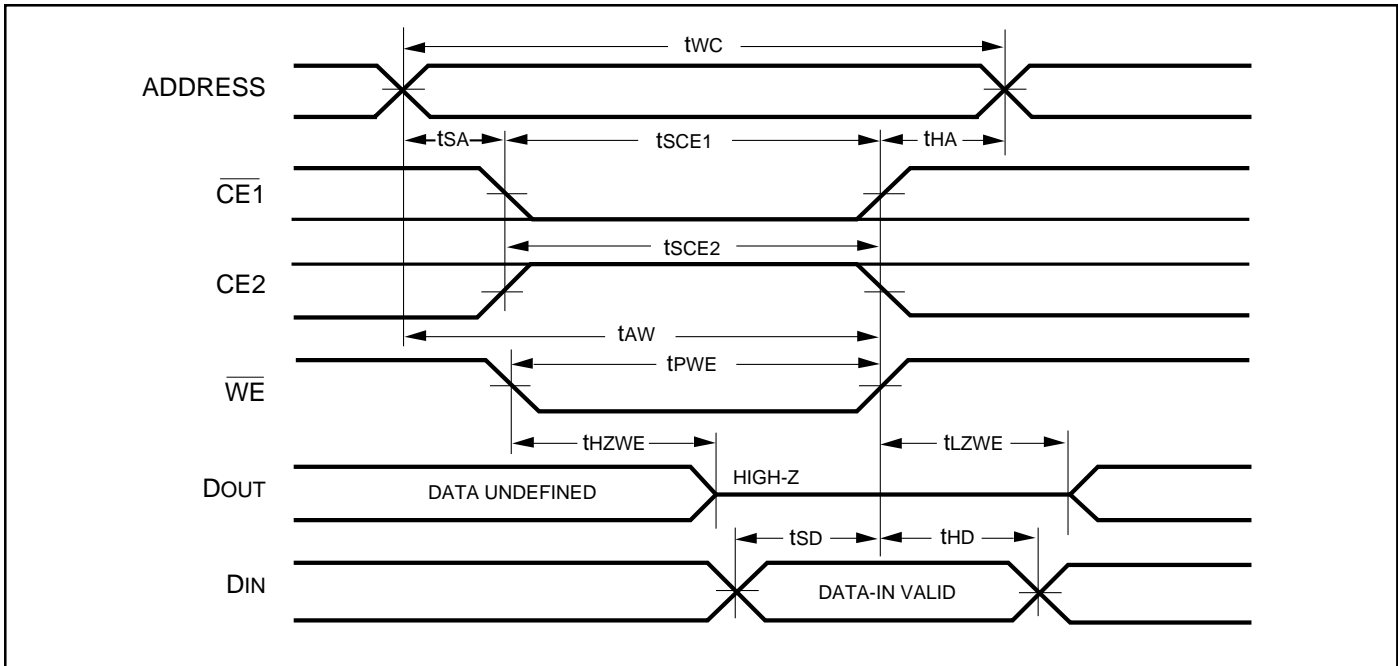 tWC
ADDRESS
tSA
tSCE1
tHA
CE1
tSCE2
CE2
tAW
tPWE
WE
tHZWE
tLZWE
DOUT
DATA UNDEFINED
HIGH-Z
tSD
tHD
DIN
DATA-IN VALID